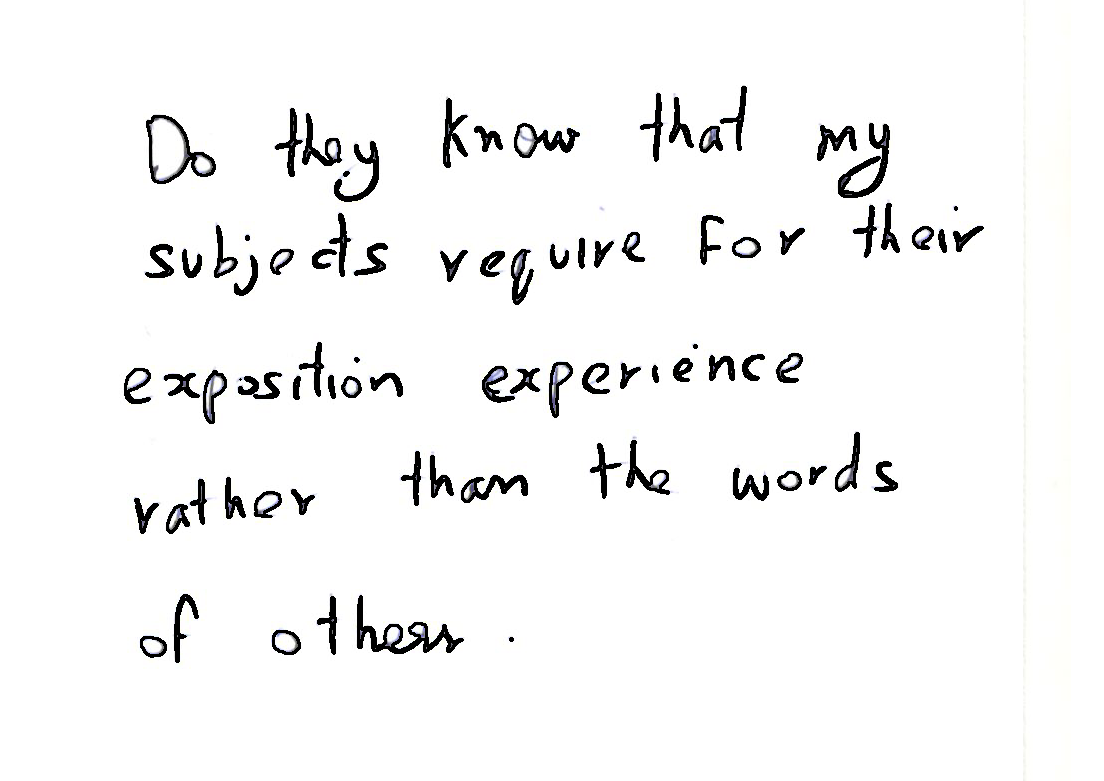 Do they know that my
subjects require for their
exposition experience
rather than the words
of others.